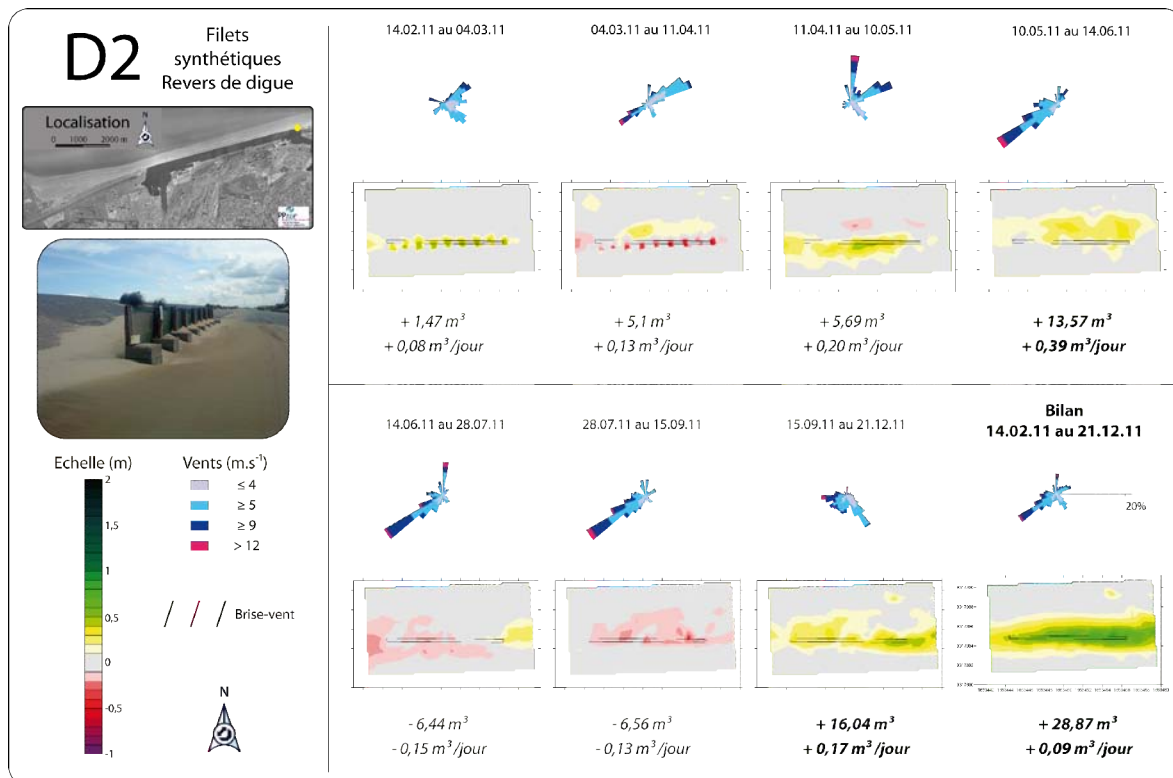 D2
Filets
synthétiques
Revers de digue
Localisation
0 1000 2000 m
Echelle (m)
2
1,5
1
0,5
0
-0,5
-1
Vents (m.s⁻¹)
≤ 4
≥ 5
≥ 9
> 12
Brise-vent
N
14.02.11 au 04.03.11
04.03.11 au 11.04.11
11.04.11 au 10.05.11
10.05.11 au 14.06.11
+ 1,47 m³
+ 0,08 m³/jour
+ 5,1 m³
+ 0,13 m³/jour
+ 5,69 m³
+ 0,20 m³/jour
+ 13,57 m³
+ 0,39 m³/jour
14.06.11 au 28.07.11
28.07.11 au 15.09.11
15.09.11 au 21.12.11
Bilan
14.02.11 au 21.12.11
20%
- 6,44 m³
- 0,15 m³/jour
- 6,56 m³
- 0,13 m³/jour
+ 16,04 m³
+ 0,17 m³/jour
+ 28,87 m³
+ 0,09 m³/jour